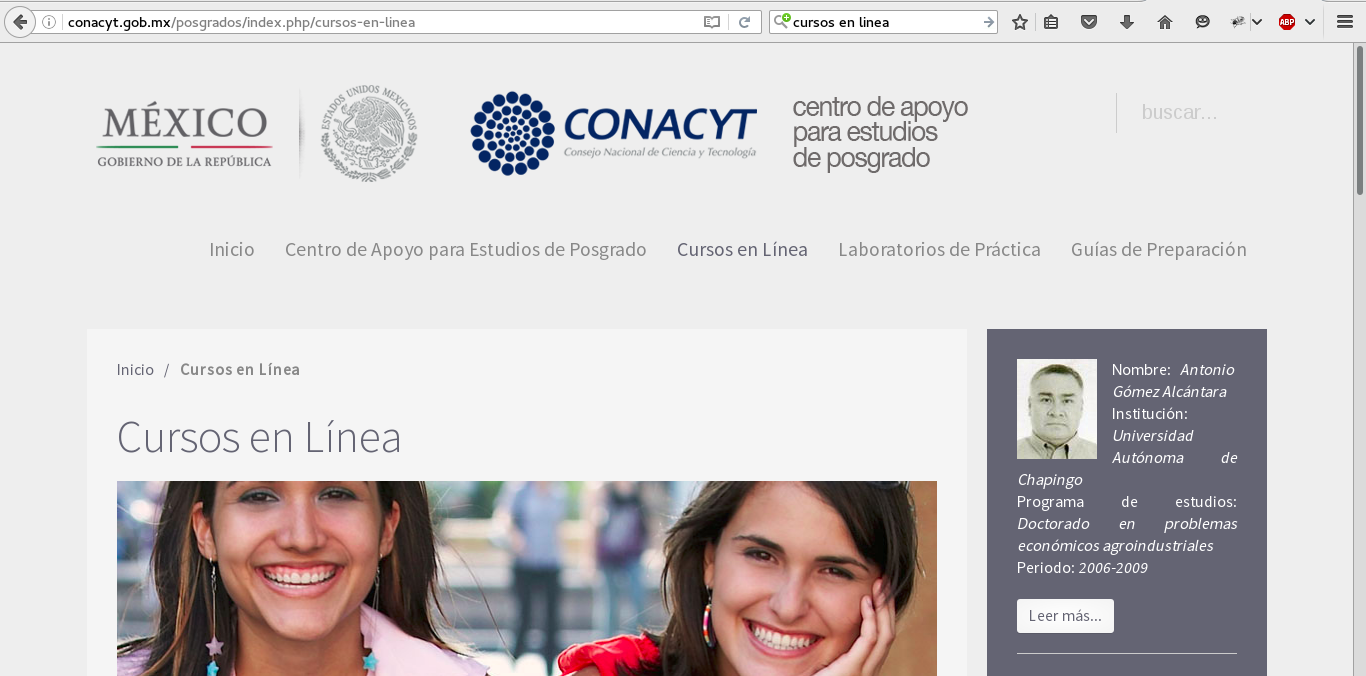 conacyt.gob.mx/posgrados/index.php/cursos-en-linea
cursos en linea
ABP
MÉXICO
GOBIERNO DE LA REPÚBLICA
ESTADOS UNIDOS MEXICANOS
CONACYT
Consejo Nacional de Ciencia y Tecnología
centro de apoyo
para estudios
de posgrado
buscar...
Inicio Centro de Apoyo para Estudios de Posgrado Cursos en Línea Laboratorios de Práctica Guías de Preparación
Inicio / Cursos en Línea
Cursos en Línea
Nombre: Antonio
Gómez Alcántara
Institución:
Universidad
Autónoma de
Chapingo
Programa de estudios:
Doctorado en problemas
económicos agroindustriales
Periodo: 2006-2009
Leer más...